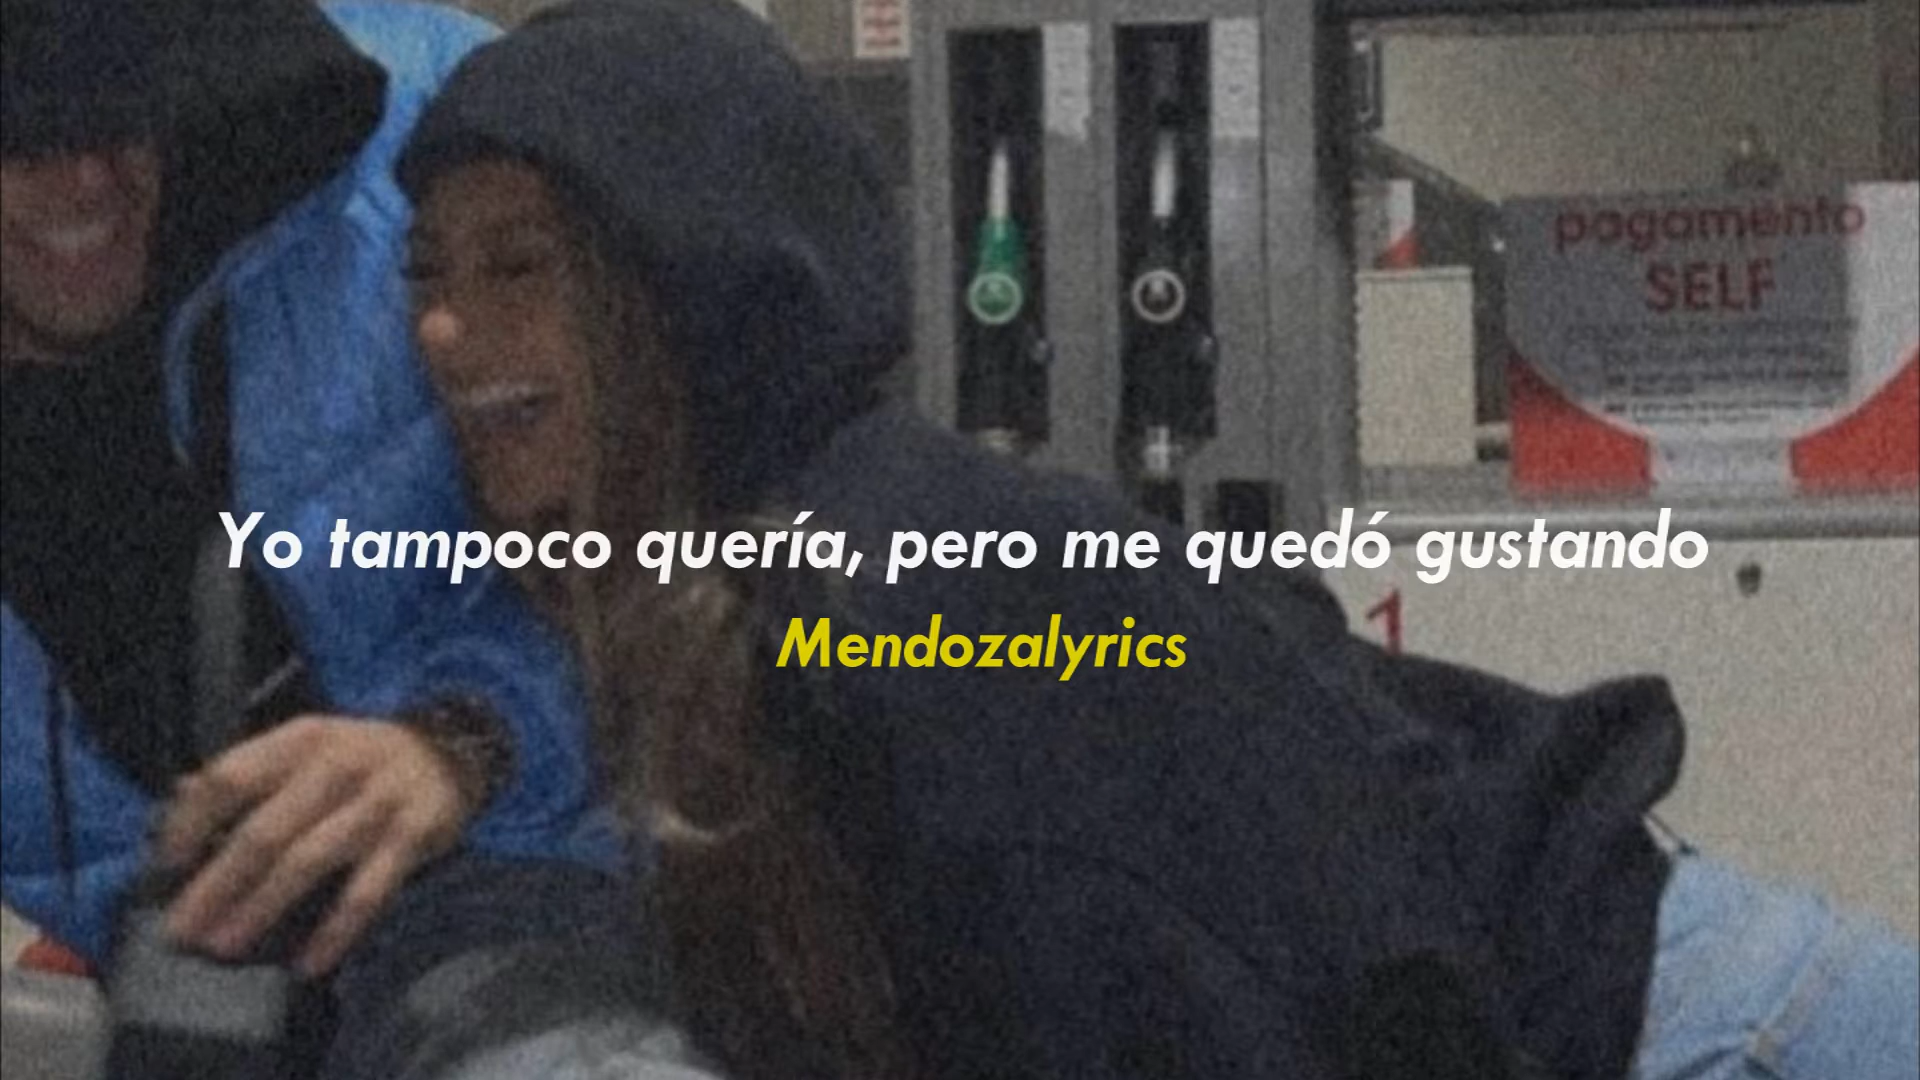 pagamento
SELF
Yo tampoco quería, pero me quedó gustando
1
Mendozalyrics